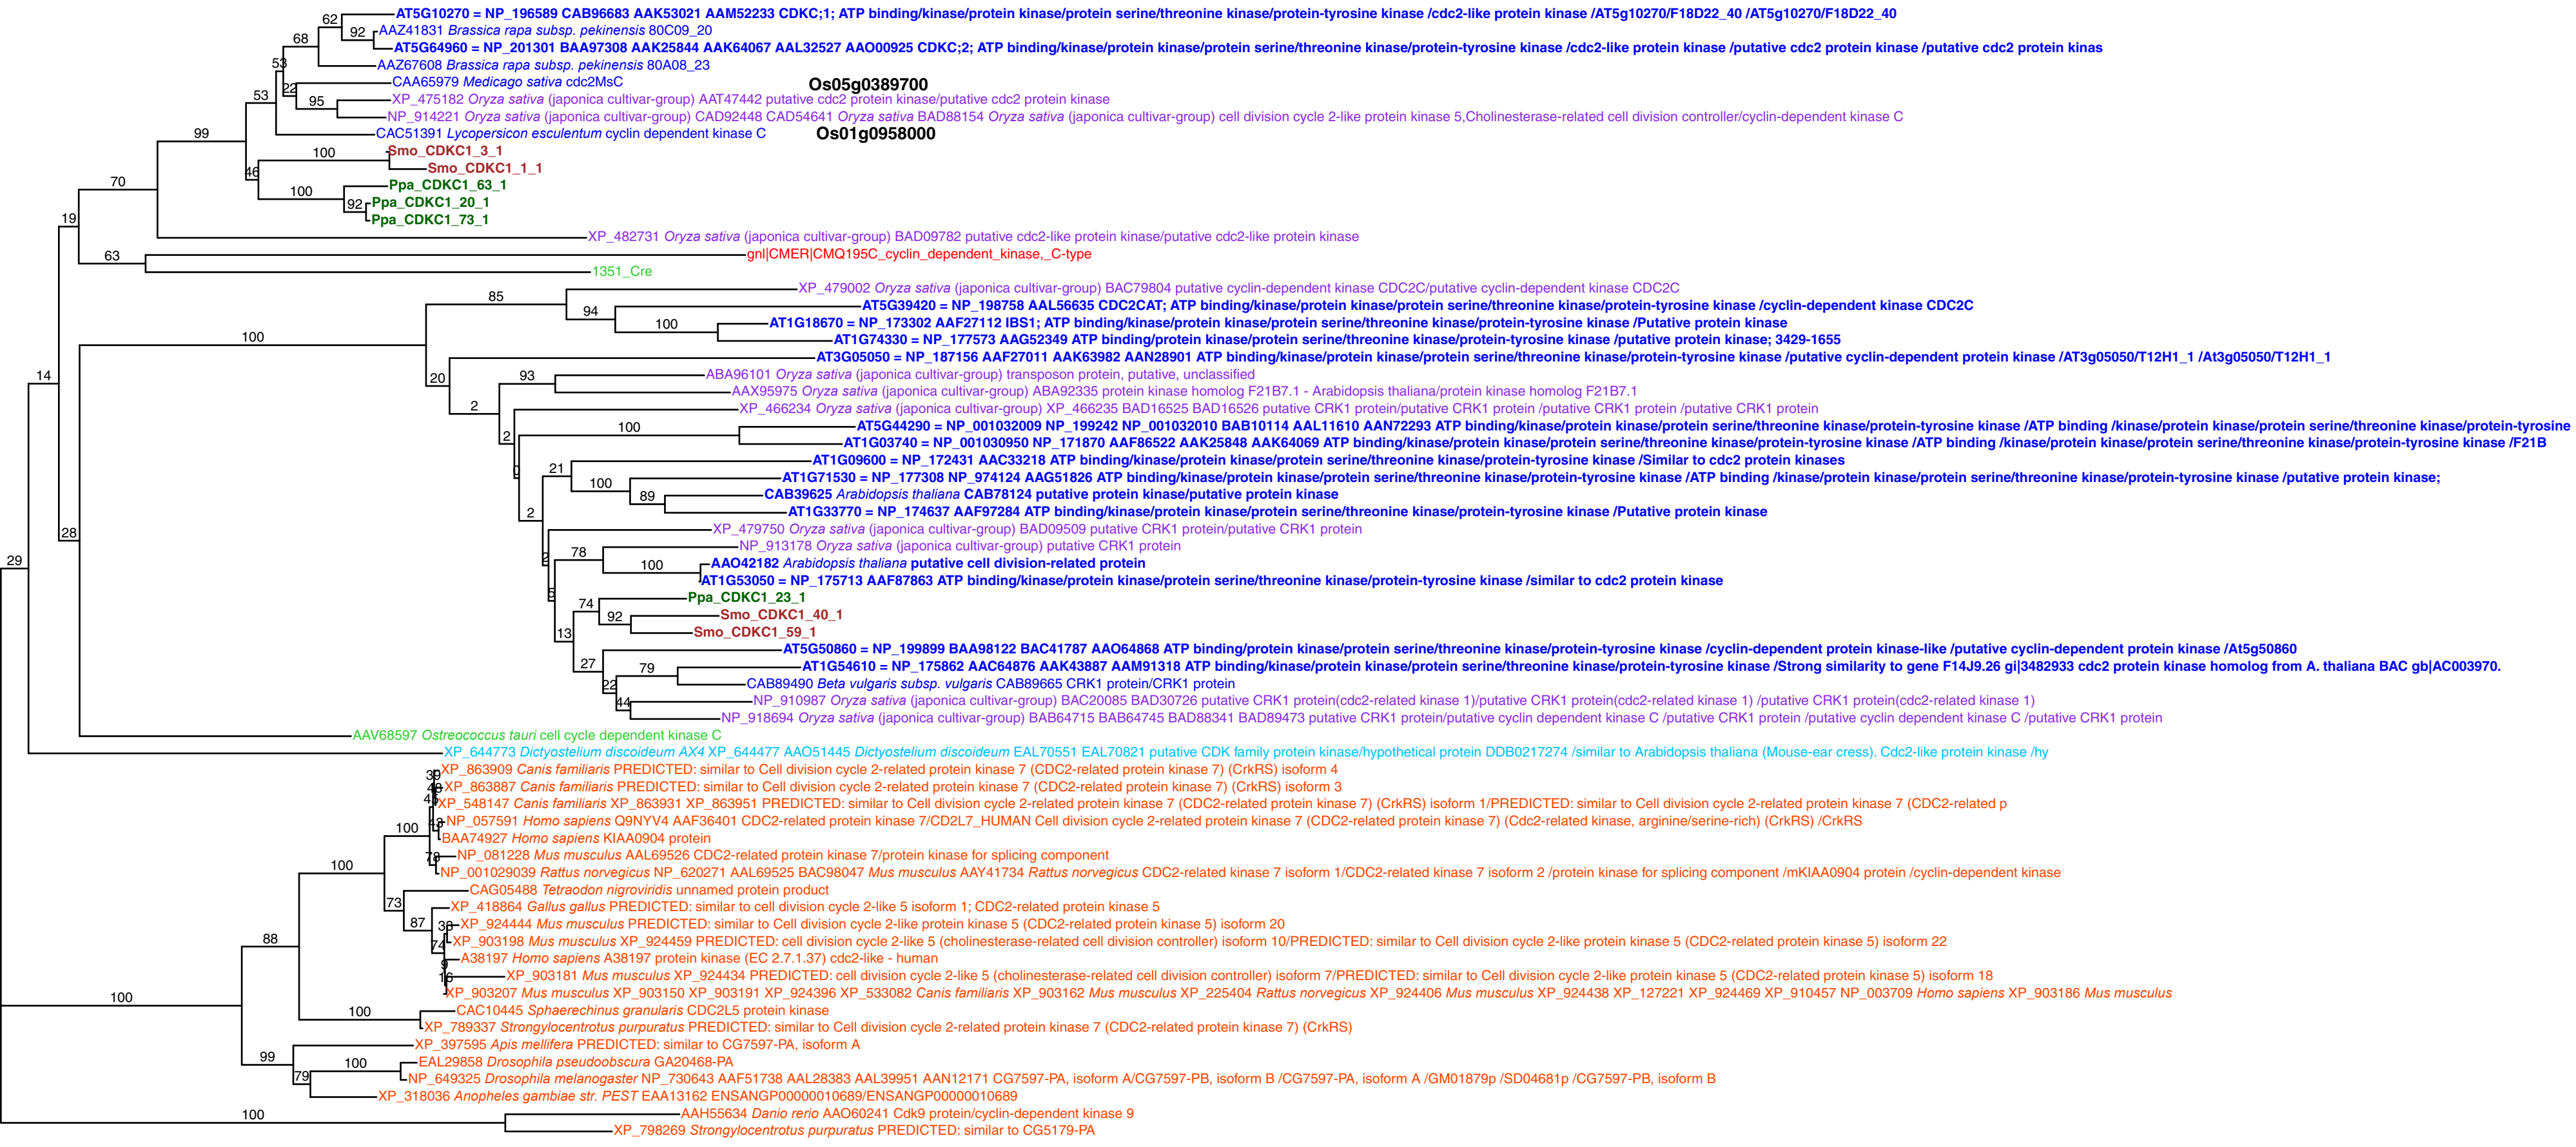 62 AT5G10270 = NP_196589 CAB96683 AAK53021 AAM52233 CDKC;1; ATP binding/kinase/protein kinase/protein serine/threonine kinase/protein-tyrosine kinase /cdc2-like protein kinase /AT5g10270/F18D22_40 /AT5g10270/F18D22_40
92 AAZ41831 Brassica rapa subsp. pekinensis 80C09_20
68 AT5G64960 = NP_201301 BAA97308 AAK25844 AAK64067 AAL32527 AAO00925 CDKC;2; ATP binding/kinase/protein kinase/protein serine/threonine kinase/protein-tyrosine kinase /cdc2-like protein kinase /putative cdc2 protein kinase /putative cdc2 protein kinas
53 AAZ67608 Brassica rapa subsp. pekinensis 80A08_23
22 CAA65979 Medicago sativa cdc2MsC Os05g0389700
53 95 XP_475182 Oryza sativa (japonica cultivar-group) AAT47442 putative cdc2 protein kinase/putative cdc2 protein kinase
NP_914221 Oryza sativa (japonica cultivar-group) CAD92448 CAD54641 Oryza sativa BAD88154 Oryza sativa (japonica cultivar-group) cell division cycle 2-like protein kinase 5,Cholinesterase-related cell division controller/cyclin-dependent kinase C
99 CAC51391 Lycopersicon esculentum cyclin dependent kinase C Os01g0958000
100 Smo_CDKC1_3_1
46 Smo_CDKC1_1_1
70 100 Ppa_CDKC1_63_1
92 Ppa_CDKC1_20_1
19 Ppa_CDKC1_73_1
XP_482731 Oryza sativa (japonica cultivar-group) BAD09782 putative cdc2-like protein kinase/putative cdc2-like protein kinase
63 gnl|CMER|CMQ195C_cyclin_dependent_kinase,_C-type
1351_Cre
85 XP_479002 Oryza sativa (japonica cultivar-group) BAC79804 putative cyclin-dependent kinase CDC2C/putative cyclin-dependent kinase CDC2C
94 AT5G39420 = NP_198758 AAL56635 CDC2CAT; ATP binding/kinase/protein kinase/protein serine/threonine kinase/protein-tyrosine kinase /cyclin-dependent kinase CDC2C
100 AT1G18670 = NP_173302 AAF27112 IBS1; ATP binding/kinase/protein kinase/protein serine/threonine kinase/protein-tyrosine kinase /Putative protein kinase
100 AT1G74330 = NP_177573 AAG52349 ATP binding/protein kinase/protein serine/threonine kinase/protein-tyrosine kinase /putative protein kinase; 3429-1655
AT3G05050 = NP_187156 AAF27011 AAK63982 AAN28901 ATP binding/kinase/protein kinase/protein serine/threonine kinase/protein-tyrosine kinase /putative cyclin-dependent protein kinase /AT3g05050/T12H1_1 /At3g05050/T12H1_1
14 20 93 ABA96101 Oryza sativa (japonica cultivar-group) transposon protein, putative, unclassified
AAX95975 Oryza sativa (japonica cultivar-group) ABA92335 protein kinase homolog F21B7.1 - Arabidopsis thaliana/protein kinase homolog F21B7.1
2 XP_466234 Oryza sativa (japonica cultivar-group) XP_466235 BAD16525 BAD16526 putative CRK1 protein/putative CRK1 protein /putative CRK1 protein /putative CRK1 protein
100 AT5G44290 = NP_001032009 NP_199242 NP_001032010 BAB10114 AAL11610 AAN72293 ATP binding/kinase/protein kinase/protein serine/threonine kinase/protein-tyrosine kinase /ATP binding /kinase/protein kinase/protein serine/threonine kinase/protein-tyrosine
2 AT1G03740 = NP_001030950 NP_171870 AAF86522 AAK25848 AAK64069 ATP binding/kinase/protein kinase/protein serine/threonine kinase/protein-tyrosine kinase /ATP binding /kinase/protein kinase/protein serine/threonine kinase/protein-tyrosine kinase /F21B
0 21 AT1G09600 = NP_172431 AAC33218 ATP binding/kinase/protein kinase/protein serine/threonine kinase/protein-tyrosine kinase /Similar to cdc2 protein kinases
100 AT1G71530 = NP_177308 NP_974124 AAG51826 ATP binding/kinase/protein kinase/protein serine/threonine kinase/protein-tyrosine kinase /ATP binding /kinase/protein kinase/protein serine/threonine kinase/protein-tyrosine kinase /putative protein kinase;
89 CAB39625 Arabidopsis thaliana CAB78124 putative protein kinase/putative protein kinase
2 AT1G33770 = NP_174637 AAF97284 ATP binding/kinase/protein kinase/protein serine/threonine kinase/protein-tyrosine kinase /Putative protein kinase
28 XP_479750 Oryza sativa (japonica cultivar-group) BAD09509 putative CRK1 protein/putative CRK1 protein
2 78 NP_913178 Oryza sativa (japonica cultivar-group) putative CRK1 protein
29 100 AAO42182 Arabidopsis thaliana putative cell division-related protein
AT1G53050 = NP_175713 AAF87863 ATP binding/kinase/protein kinase/protein serine/threonine kinase/protein-tyrosine kinase /similar to cdc2 protein kinase
5 74 Ppa_CDKC1_23_1
92 Smo_CDKC1_40_1
13 Smo_CDKC1_59_1
AT5G50860 = NP_199899 BAA98122 BAC41787 AAO64868 ATP binding/kinase/protein kinase/protein serine/threonine kinase/protein-tyrosine kinase /cyclin-dependent protein kinase-like /putative cyclin-dependent protein kinase /At5g50860
27 79 AT1G54610 = NP_175862 AAC64876 AAK43887 AAM91318 ATP binding/kinase/protein kinase/protein serine/threonine kinase/protein-tyrosine kinase /Strong similarity to gene F14J9.26 gi|3482933 cdc2 protein kinase homolog from A. thaliana BAC gb|AC003970.
22 CAB89490 Beta vulgaris subsp. vulgaris CAB89665 CRK1 protein/CRK1 protein
44 NP_910987 Oryza sativa (japonica cultivar-group) BAC20085 BAD30726 putative CRK1 protein(cdc2-related kinase 1)/putative CRK1 protein(cdc2-related kinase 1) /putative CRK1 protein(cdc2-related kinase 1)
NP_918694 Oryza sativa (japonica cultivar-group) BAB64715 BAB64745 BAD88341 BAD89473 putative CRK1 protein/putative cyclin dependent kinase C /putative CRK1 protein /putative cyclin dependent kinase C /putative CRK1 protein
AAV68597 Ostreococcus tauri cell cycle dependent kinase C
XP_644773 Dictyostelium discoideum AX4 XP_644477 AAO51445 Dictyostelium discoideum EAL70551 EAL70821 putative CDK family protein kinase/hypothetical protein DDB0217274 /similar to Arabidopsis thaliana (Mouse-ear cress). Cdc2-like protein kinase /hy
XP_863909 Canis familiaris PREDICTED: similar to Cell division cycle 2-related protein kinase 7 (CDC2-related protein kinase 7) (CrkRS) isoform 4
XP_863887 Canis familiaris PREDICTED: similar to Cell division cycle 2-related protein kinase 7 (CDC2-related protein kinase 7) (CrkRS) isoform 3
XP_548147 Canis familiaris XP_863931 XP_863951 PREDICTED: similar to Cell division cycle 2-related protein kinase 7 (CDC2-related protein kinase 7) (CrkRS) isoform 1/PREDICTED: similar to Cell division cycle 2-related protein kinase 7 (CDC2-related p
100 NP_057591 Homo sapiens Q9NYV4 AAF36401 CDC2-related protein kinase 7/CD2L7_HUMAN Cell division cycle 2-related protein kinase 7 (CDC2-related protein kinase 7) (Cdc2-related kinase, arginine/serine-rich) (CrkRS) /CrkRS
BAA74927 Homo sapiens KIAA0904 protein
78 NP_081228 Mus musculus AAL69526 CDC2-related protein kinase 7/protein kinase for splicing component
100 NP_001029039 Rattus norvegicus NP_620271 AAL69525 BAC98047 Mus musculus AAY41734 Rattus norvegicus CDC2-related kinase 7 isoform 1/CDC2-related kinase 7 isoform 2 /protein kinase for splicing component /mKIAA0904 protein /cyclin-dependent kinase
CAG05488 Tetraodon nigroviridis unnamed protein product
73 XP_418864 Gallus gallus PREDICTED: similar to cell division cycle 2-like 5 isoform 1; CDC2-related protein kinase 5
87 XP_924444 Mus musculus PREDICTED: similar to Cell division cycle 2-like protein kinase 5 (CDC2-related protein kinase 5) isoform 20
88 74 XP_903198 Mus musculus XP_924459 PREDICTED: cell division cycle 2-like 5 (cholinesterase-related cell division controller) isoform 10/PREDICTED: similar to Cell division cycle 2-like protein kinase 5 (CDC2-related protein kinase 5) isoform 22
9 A38197 Homo sapiens A38197 protein kinase (EC 2.7.1.37) cdc2-like - human
16 XP_903181 Mus musculus XP_924434 PREDICTED: cell division cycle 2-like 5 (cholinesterase-related cell division controller) isoform 7/PREDICTED: similar to Cell division cycle 2-like protein kinase 5 (CDC2-related protein kinase 5) isoform 18
100 XP_903207 Mus musculus XP_903150 XP_903191 XP_924396 XP_533082 Canis familiaris XP_903162 Mus musculus XP_225404 Rattus norvegicus XP_924406 Mus musculus XP_924438 XP_127221 XP_924469 XP_910457 NP_003709 Homo sapiens XP_903186 Mus musculus
100 CAC10445 Sphaerechinus granularis CDC2L5 protein kinase
XP_789337 Strongylocentrotus purpuratus PREDICTED: similar to Cell division cycle 2-related protein kinase 7 (CDC2-related protein kinase 7) (CrkRS)
99 XP_397595 Apis mellifera PREDICTED: similar to CG7597-PA, isoform A
100 EAL29858 Drosophila pseudoobscura GA20468-PA
79 NP_649325 Drosophila melanogaster NP_730643 AAF51738 AAL28383 AAL39951 AAN12171 CG7597-PA, isoform A/CG7597-PB, isoform B /CG7597-PA, isoform A /GM01879p /SD04681p /CG7597-PB, isoform B
XP_318036 Anopheles gambiae str. PEST EAA13162 ENSANGP00000010689/ENSANGP00000010689
100 AAH55634 Danio rerio AAO60241 Cdk9 protein/cyclin-dependent kinase 9
XP_798269 Strongylocentrotus purpuratus PREDICTED: similar to CG5179-PA